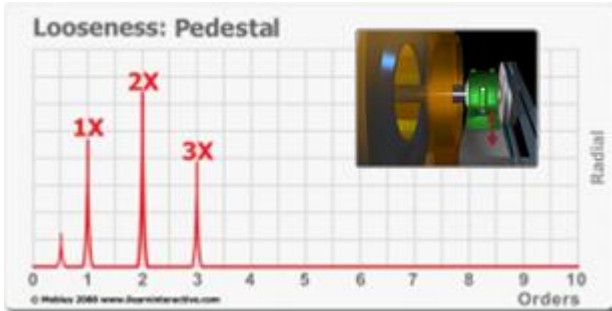 Looseness: Pedestal
2X
1X
3X
Radial
0 1 2 3 4 5 6 7 8 9 10
Orders